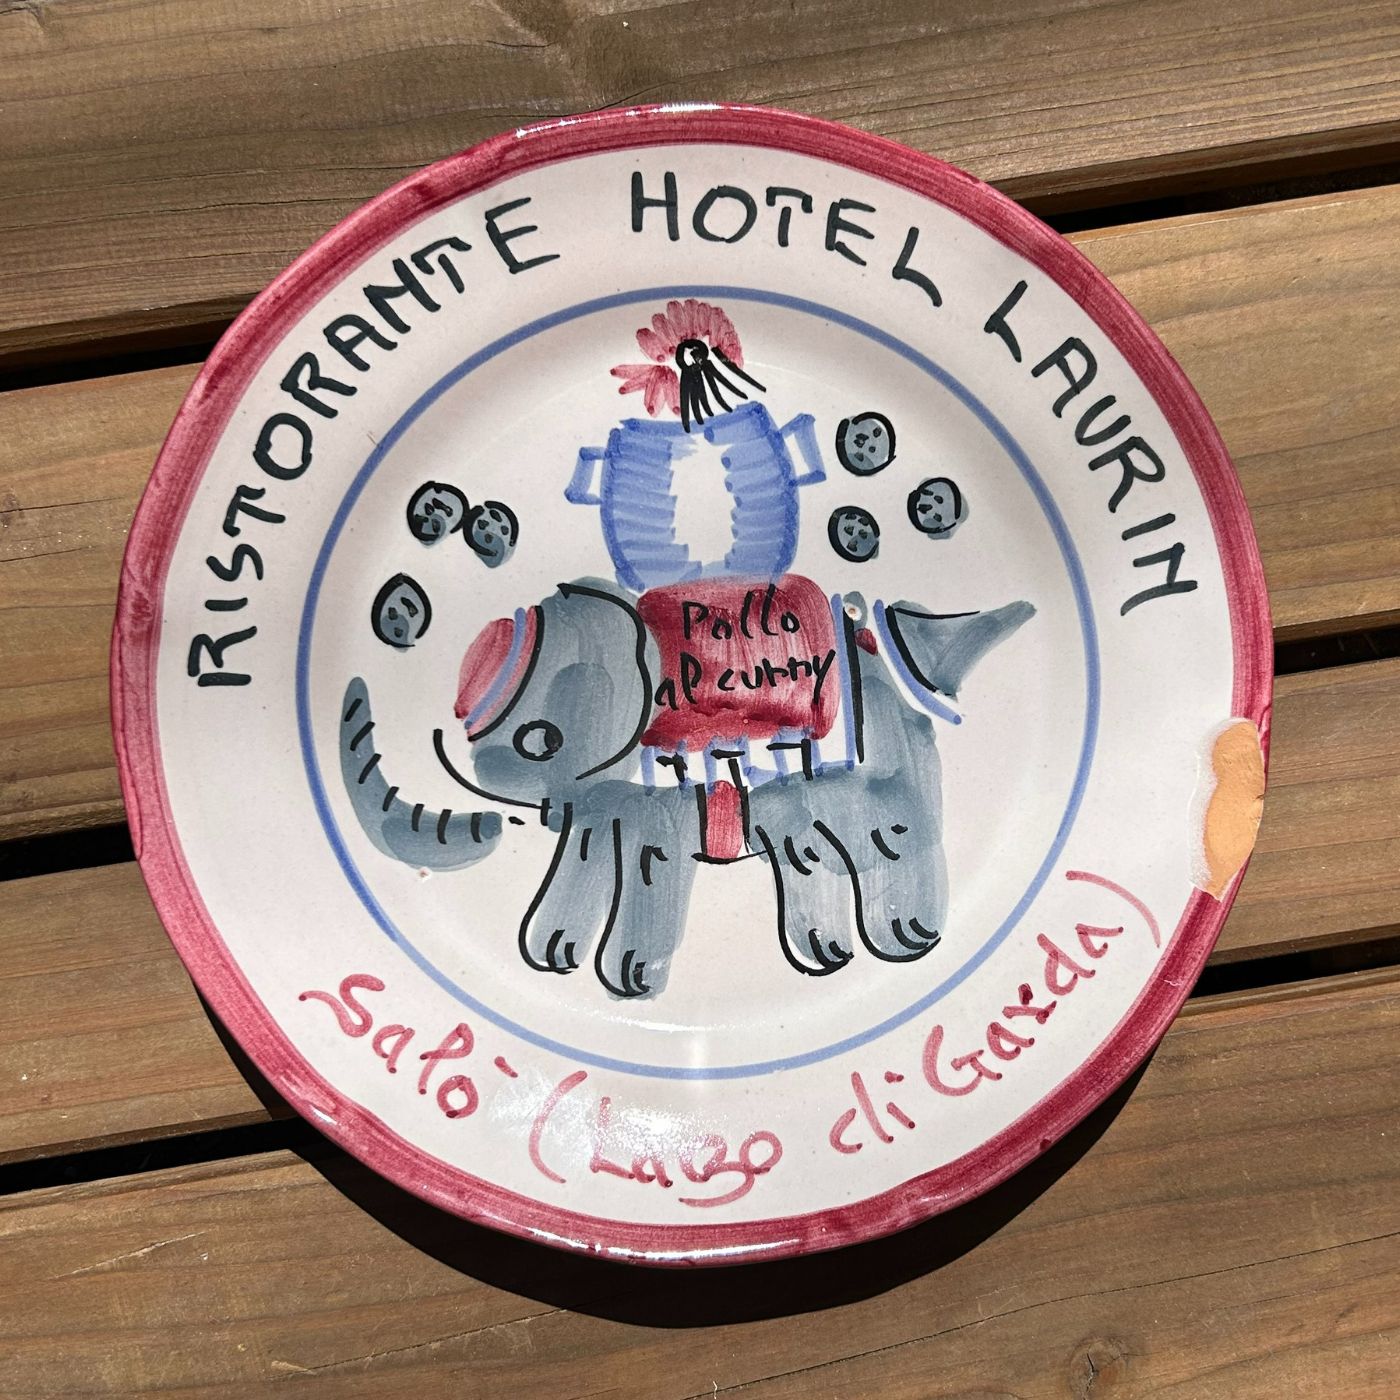 RISTORANTE HOTEL LAURIN
Pollo
al curry
Salò (Lago di Garda)